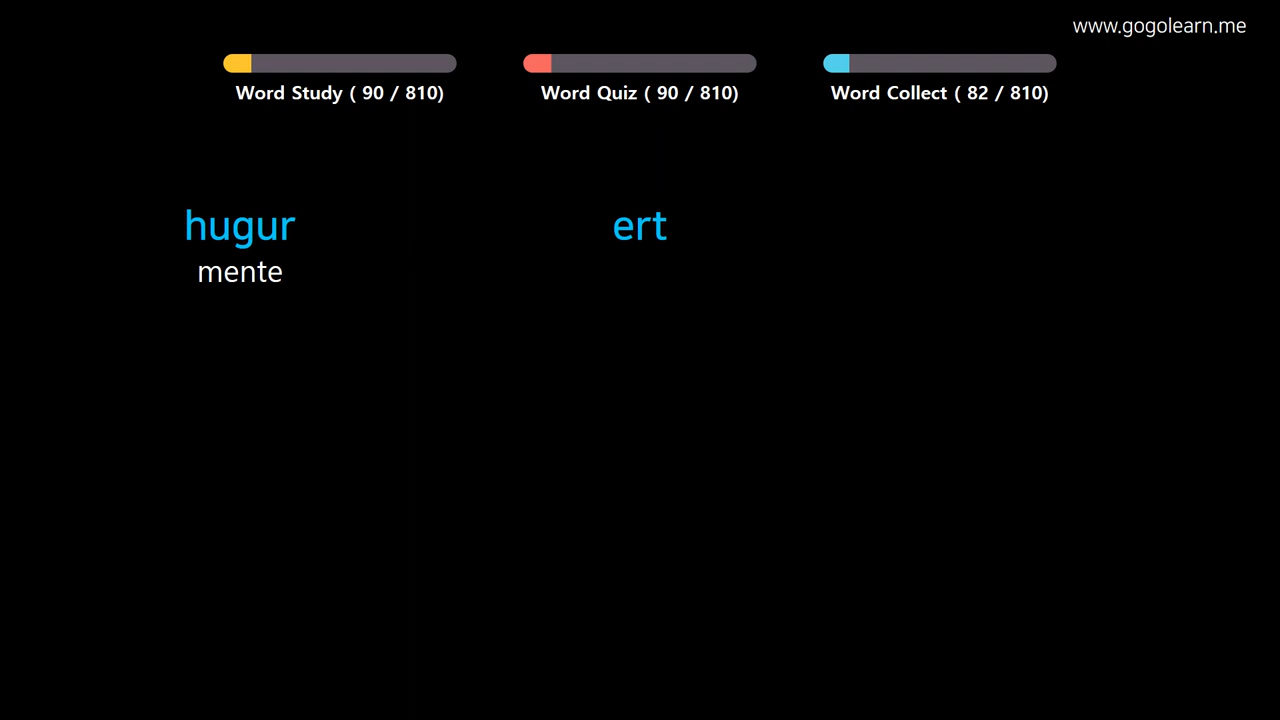 www.gogolearn.me
Word Study ( 90 / 810)
Word Quiz ( 90 / 810)
Word Collect ( 82 / 810)
hugur
mente
ert